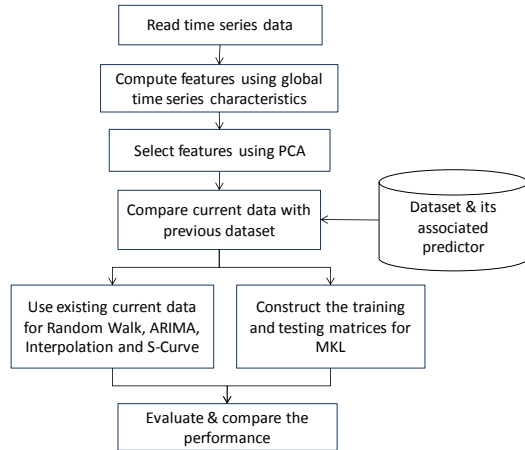 Read time series data
Compute features using global
time series characteristics
Select features using PCA
Compare current data with
previous dataset
Dataset & its
associated
predictor
Use existing current data
for Random Walk, ARIMA,
Interpolation and S-Curve
Construct the training
and testing matrices for
MKL
Evaluate & compare the
performance